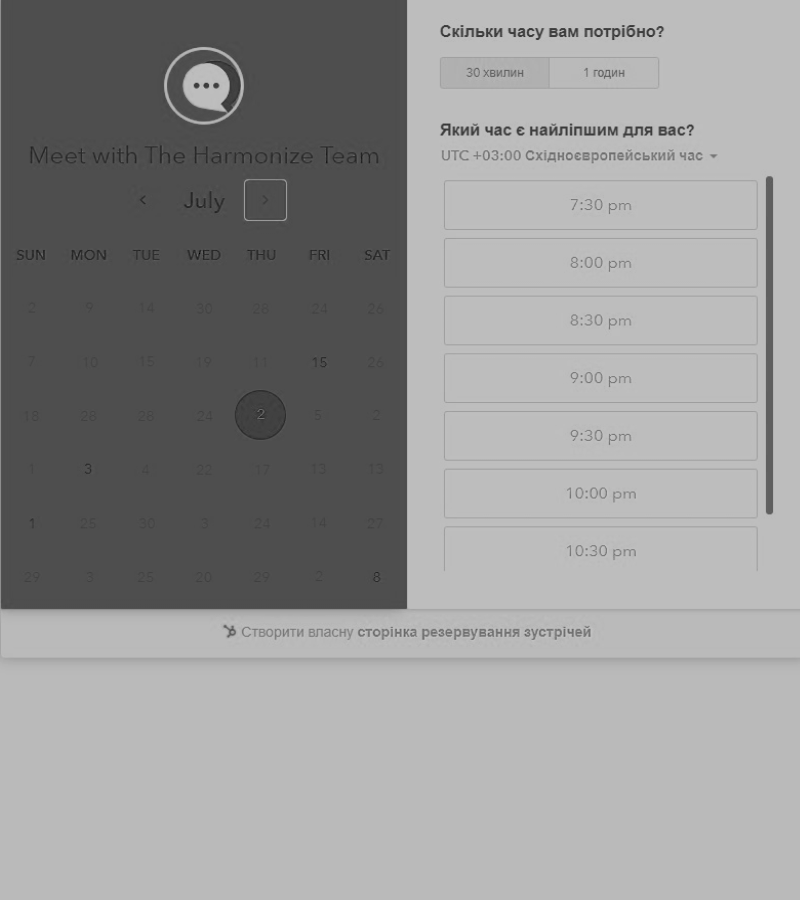 Meet with The Harmonize Team
July
SUN MON TUE WED THU FRI SAT
2 9 14 30 28 24 26
7 10 15 19 11 15 26
18 28 28 24 2 5 2
1 3 4 22 17 13 13
1 25 30 3 24 14 27
29 3 25 20 29 2 8
Скільки часу вам потрібно?
30 хвилин 1 годин
Який час є найліпшим для вас?
UTC +03:00 Східноєвропейський час
7:30 pm
8:00 pm
8:30 pm
9:00 pm
9:30 pm
10:00 pm
10:30 pm
Створити власну сторінка резервування зустрічей